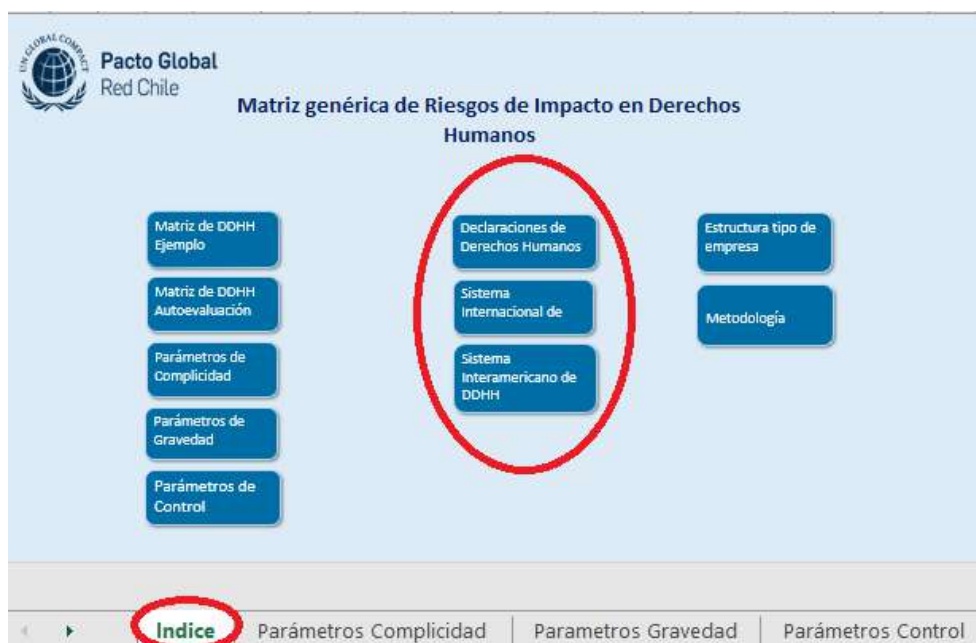 UN GLOBAL COMPACT
Pacto Global
Red Chile
Matriz genérica de Riesgos de Impacto en Derechos
Humanos
Matriz de DDHH
Ejemplo
Matriz de DDHH
Autoevaluación
Parámetros de
Complicidad
Parámetros de
Gravedad
Parámetros de
Control
Declaraciones de
Derechos Humanos
Sistema
Internacional de
Sistema
Interamericano de
DDHH
Estructura tipo de
empresa
Metodología
Indice
Parámetros Complicidad
Parametros Gravedad
Parámetros Control